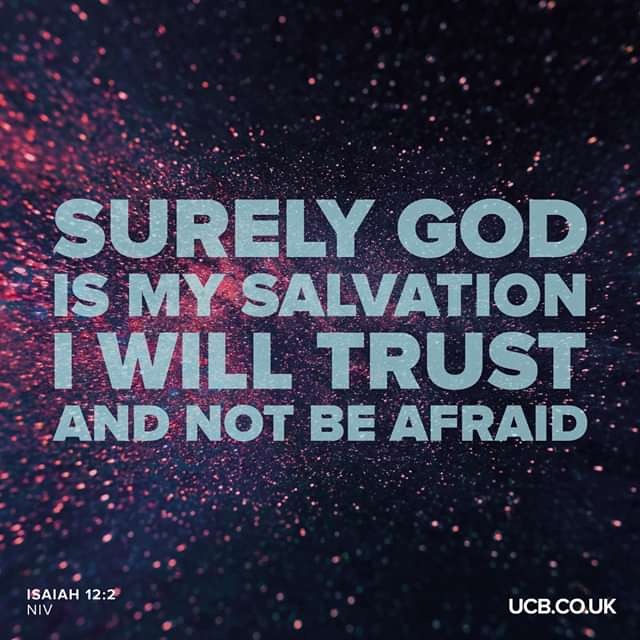 SURELY GOD
IS MY SALVATION
I WILL TRUST
AND NOT BE AFRAID
ISAIAH 12:2
NIV
UCB.CO.UK